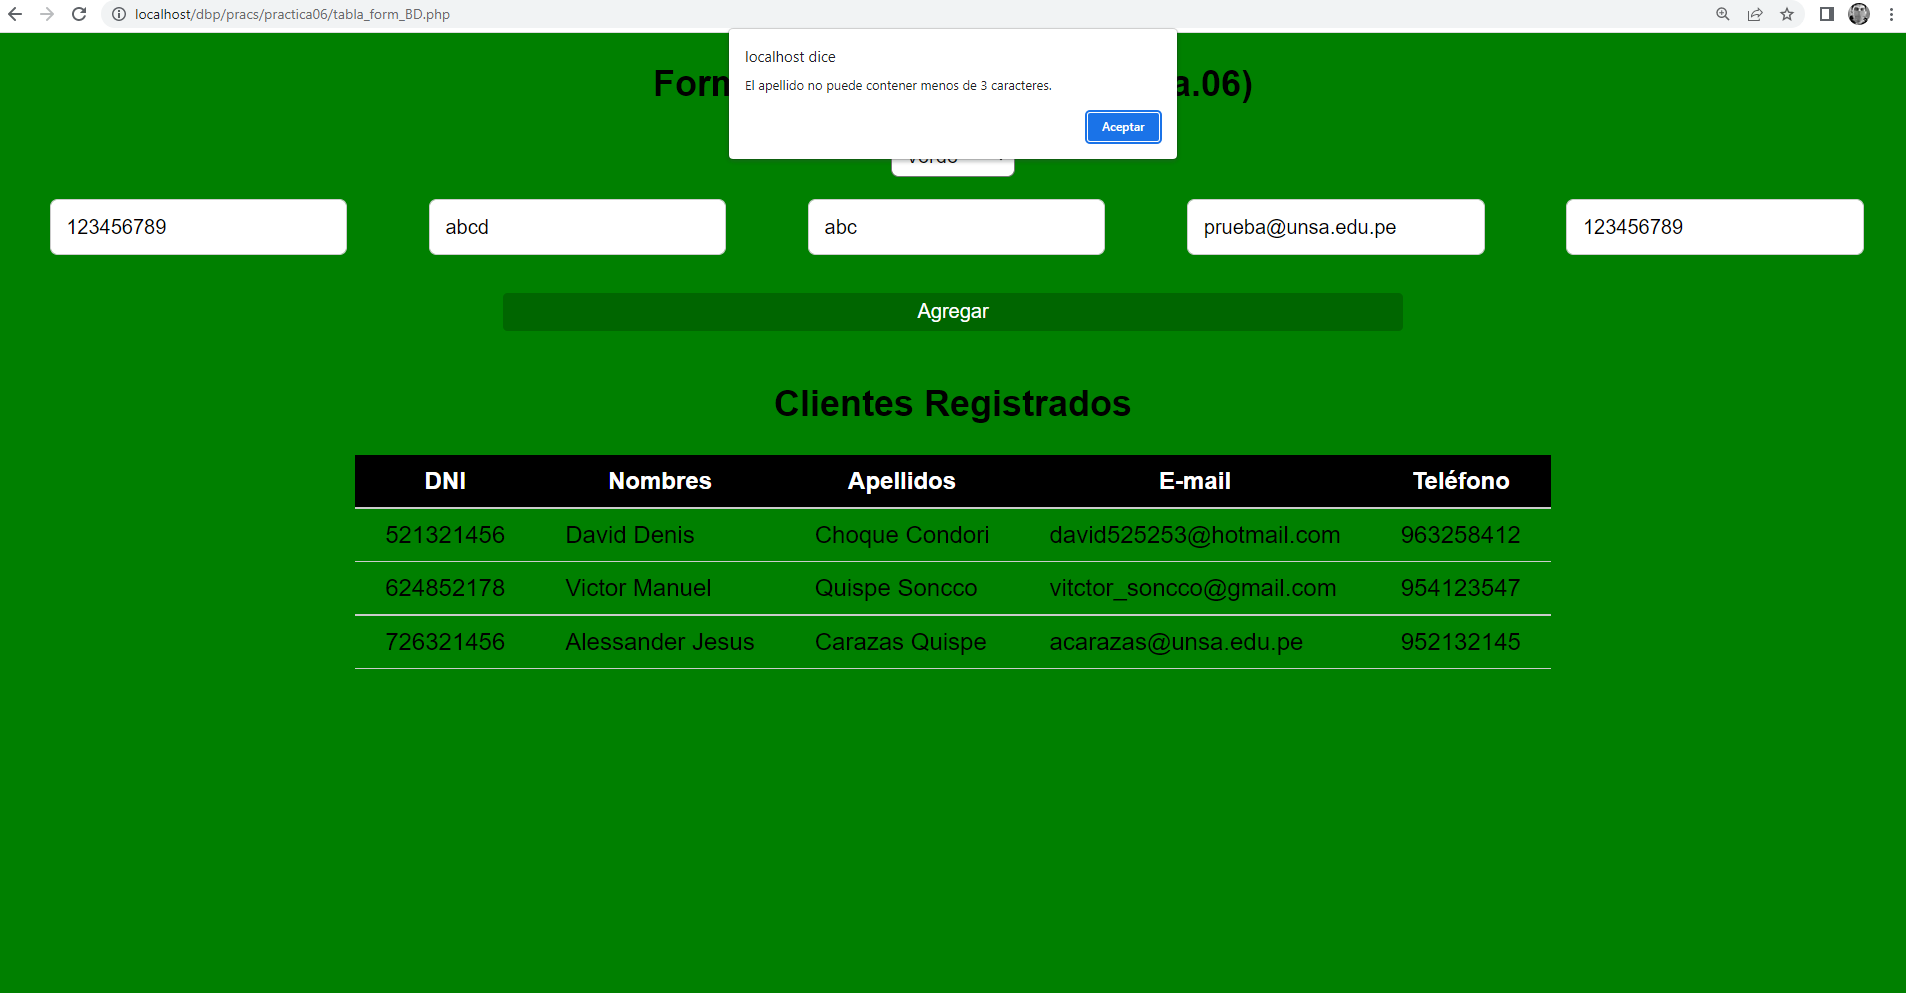 localhost/dbp/pracs/practica06/tabla_form_BD.php
localhost dice
El apellido no puede contener menos de 3 caracteres.
Aceptar
a.06)
123456789 abcd abc prueba@unsa.edu.pe 123456789
Agregar
Clientes Registrados
DNI Nombres Apellidos E-mail Teléfono
521321456 David Denis Choque Condori david525253@hotmail.com 963258412
624852178 Victor Manuel Quispe Soncco vitctor_soncco@gmail.com 954123547
726321456 Alessander Jesus Carazas Quispe acarazas@unsa.edu.pe 952132145